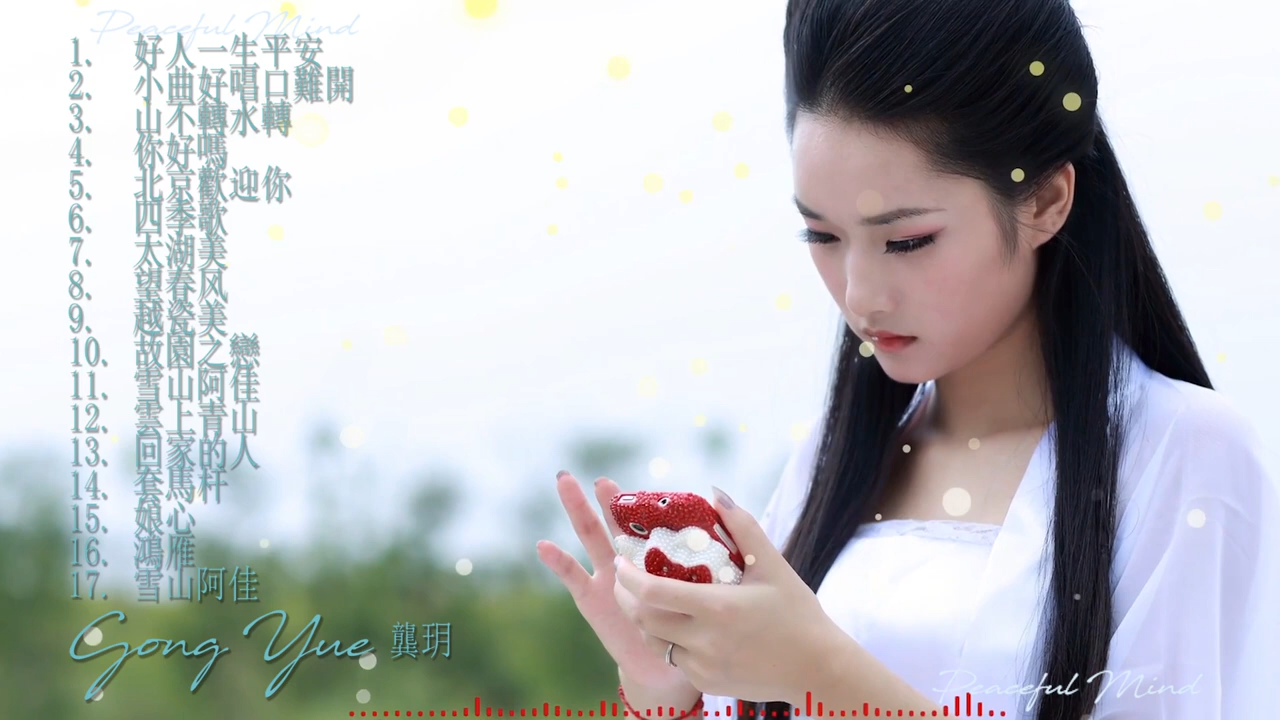 Peaceful Mind
1. 好人一生平安
2. 小曲好唱口難開
3. 山不轉水轉
4. 你好嗎
5. 北京歡迎你
6. 四季歌
7. 太湖美
8. 望春风
9. 越瓷美
10. 故園之戀
11. 雪山阿佳
12. 雲上青山
13. 回家的人
14. 套馬杆
15. 娘心
16. 鴻雁
17. 雪山阿佳
Gong Yue 龔玥
Peaceful Mind